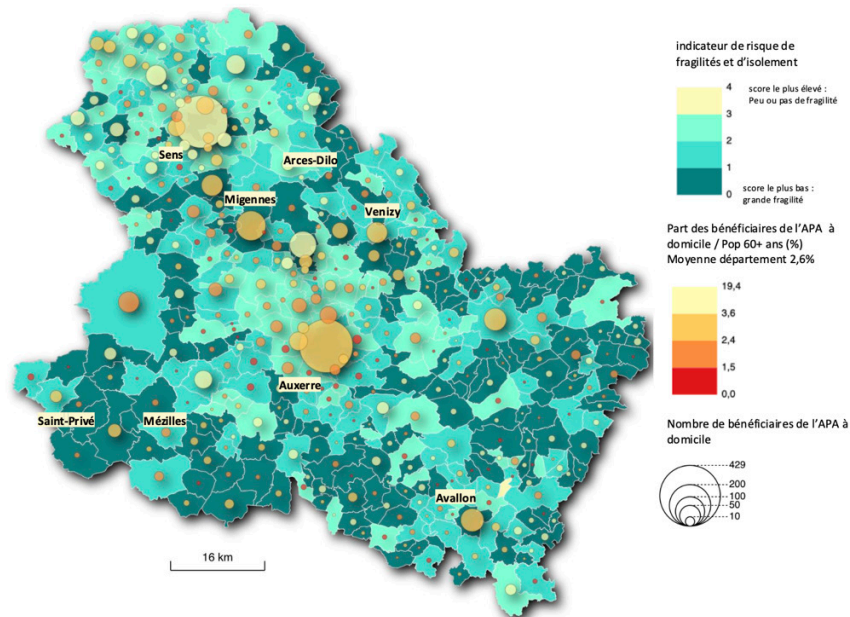 indicateur de risque de
fragilités et d'isolement
4
score le plus élevé :
Peu ou pas de fragilité
3
2
1
0
score le plus bas :
grande fragilité
Part des bénéficiaires de l'APA à
domicile / Pop 60+ ans (%)
Moyenne département 2,6%
19,4
3,6
2,4
1,5
0,0
Nombre de bénéficiaires de l'APA à
domicile
429
200
100
50
10
Sens
Arces-Dilo
Migennes
Venizy
Auxerre
Saint-Privé
Mézilles
Avallon
16 km